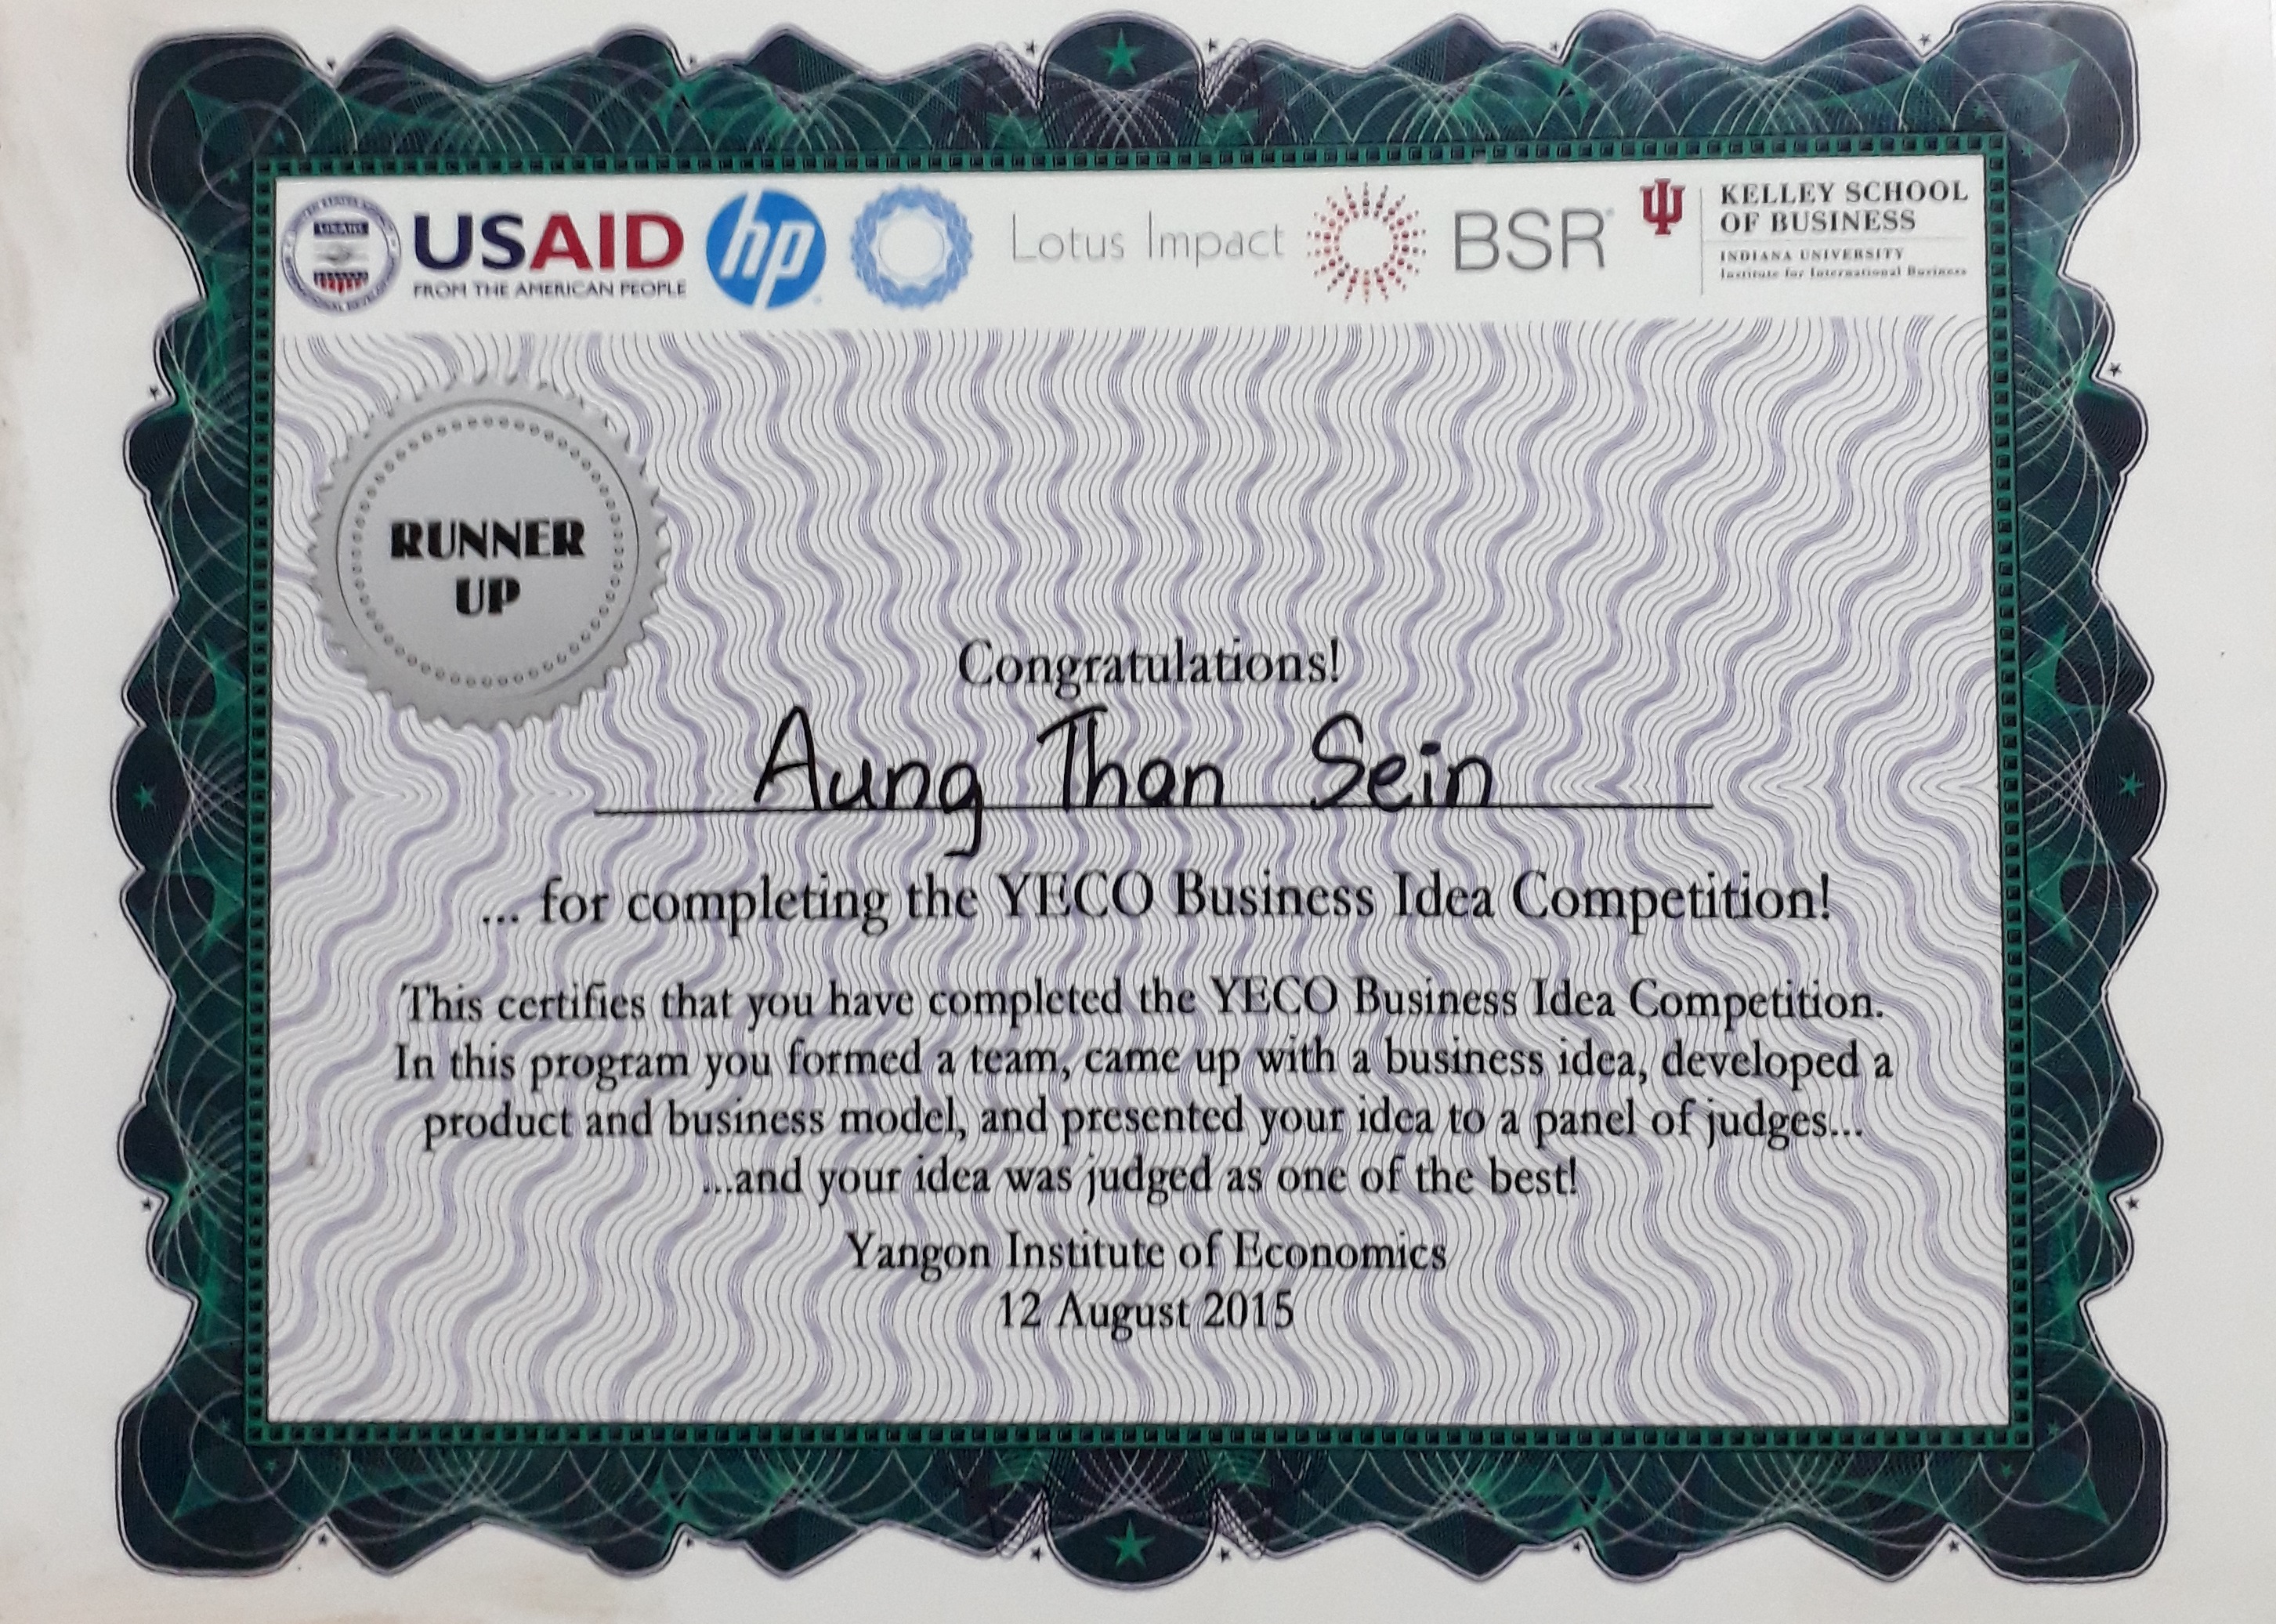 USAID
FROM THE AMERICAN PEOPLE
hp
Lotus Impact
BSR
KELLEY SCHOOL
OF BUSINESS
INDIANA UNIVERSITY
Institute for International Business
RUNNER
UP
Congratulations!
Aung Than Sein
... for completing the YECO Business Idea Competition!
This certifies that you have completed the YECO Business Idea Competition.
In this program you formed a team, came up with a business idea, developed a
product and business model, and presented your idea to a panel of judges...
...and your idea was judged as one of the best!
Yangon Institute of Economics
12 August 2015